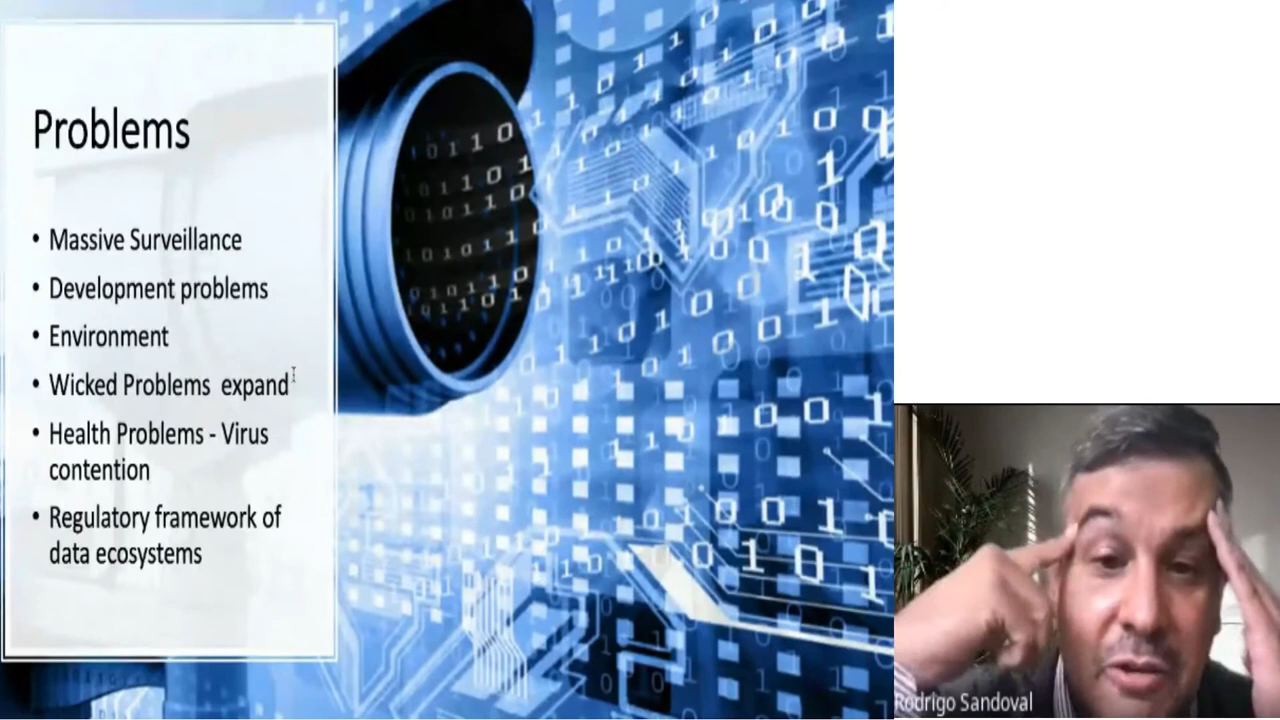 Problems
• Massive Surveillance
• Development problems
• Environment
• Wicked Problems  expand
• Health Problems - Virus
contention
• Regulatory framework of
data ecosystems
Rodrigo Sandoval